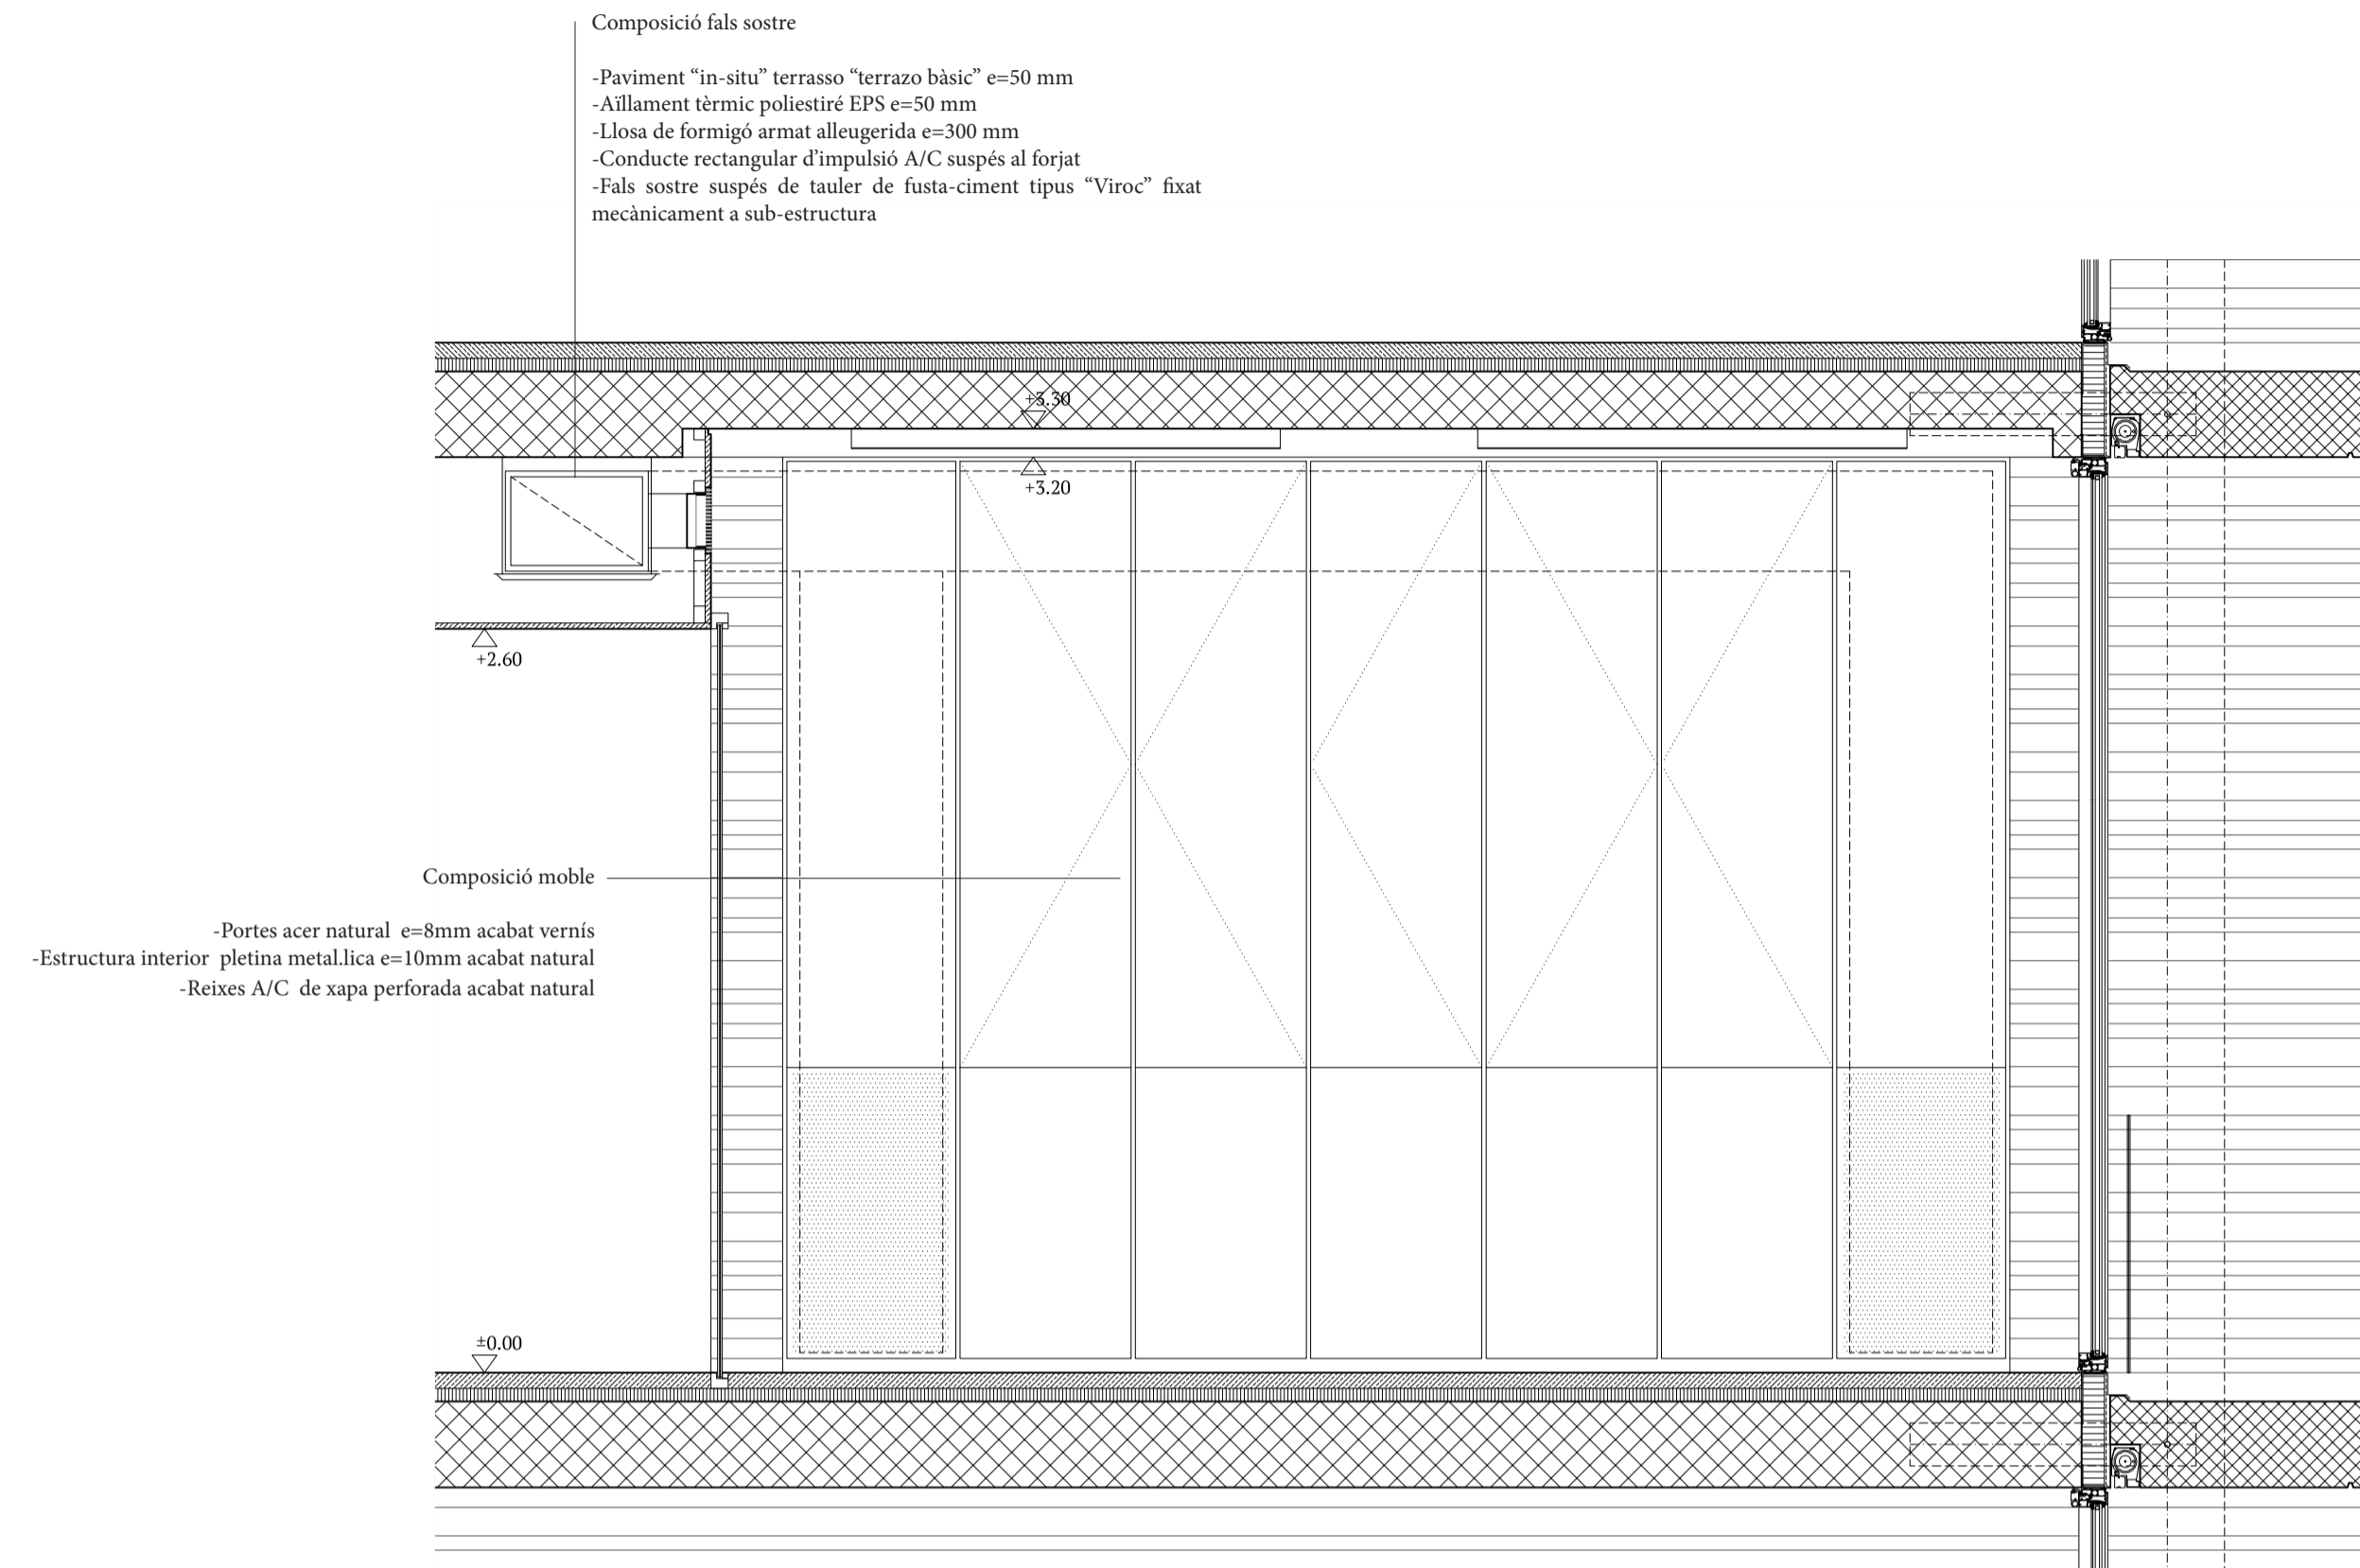 Composició fals sostre
-Paviment “in-situ” terrasso “terrazo bàsic” e=50 mm
-Aïllament tèrmic poliestiré EPS e=50 mm
-Llosa de formigó armat alleugerida e=300 mm
-Conducte rectangular d’impulsió A/C suspés al forjat
-Fals sostre suspés de tauler de fusta-ciment tipus “Viroc” fixat
mecànicament a sub-estructura
+3.30
+3.20
+2.60
Composició moble
-Portes acer natural e=8mm acabat vernís
-Estructura interior pletina metal.lica e=10mm acabat natural
-Reixes A/C de xapa perforada acabat natural
±0.00